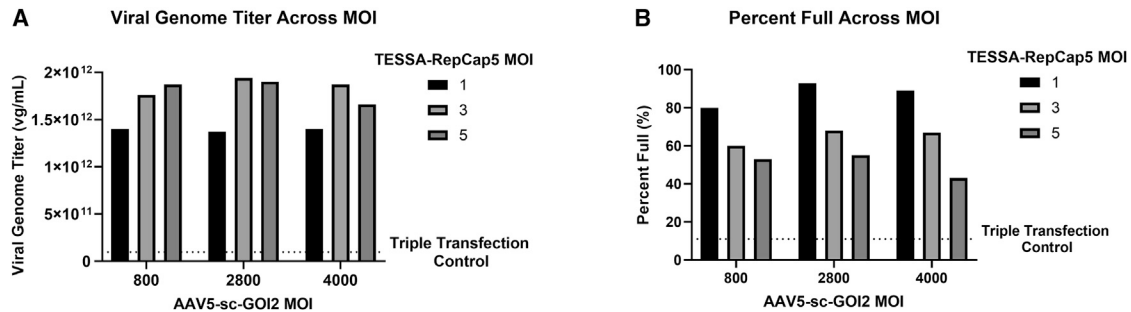 A
Viral Genome Titer Across MOI
Viral Genome Titer (vg/mL)
2×10¹²
1.5×10¹²
1×10¹²
5×10¹¹
0
800
2800
4000
AAV5-sc-GOI2 MOI
TESSA-RepCap5 MOI
1
3
5
Triple Transfection
Control
B
Percent Full Across MOI
Percent Full (%)
100
80
60
40
20
0
800
2800
4000
AAV5-sc-GOI2 MOI
TESSA-RepCap5 MOI
1
3
5
Triple Transfection
Control